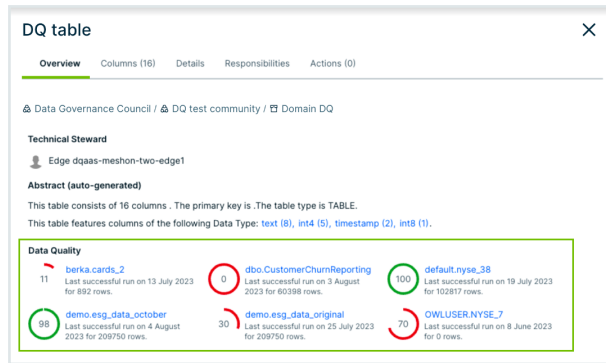 DQ table
Overview Columns (16) Details Responsibilities Actions (0)
Data Governance Council / DQ test community / Domain DQ
Technical Steward
Edge dqaas-meshon-two-edge1
Abstract (auto-generated)
This table consists of 16 columns . The primary key is .The table type is TABLE.
This table features columns of the following Data Type: text (8), int4 (5), timestamp (2), int8 (1).
Data Quality
11
berka.cards_2
Last successful run on 13 July 2023
for 892 rows.
0
dbo.CustomerChurnReporting
Last successful run on 3 August
2023 for 60398 rows.
100
default.nyse_38
Last successful run on 19 July 2023
for 102817 rows.
98
demo.esg_data_october
Last successful run on 4 August
2023 for 209750 rows.
30
demo.esg_data_original
Last successful run on 25 July 2023
for 209750 rows.
70
OWLUSER.NYSE_7
Last successful run on 8 June 2023
for 0 rows.